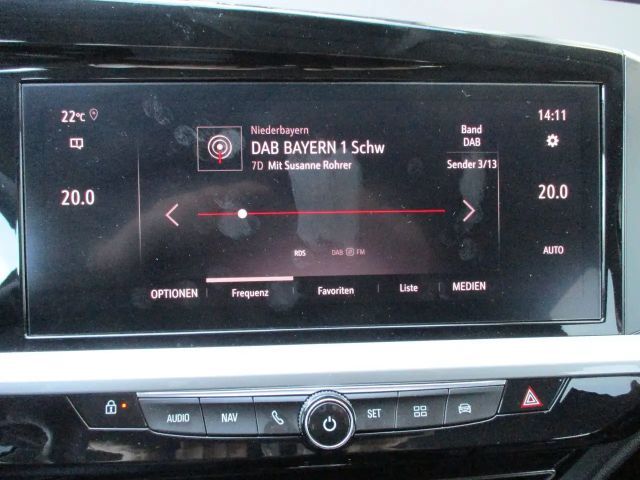 22°C
14:11
Niederbayern
Band
DAB
DAB BAYERN 1 Schw
7D Mit Susanne Rohrer
Sender 3/13
20.0
20.0
RDS
DAB FM
AUTO
OPTIONEN
Frequenz
Favoriten
Liste
MEDIEN
AUDIO
NAV
SET